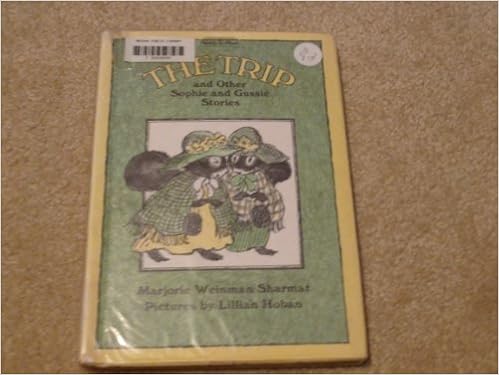 THE TRIP
and Other
Sophie and Gussie
Stories
Marjorie Weinman Sharmat
Pictures by Lillian Hoban